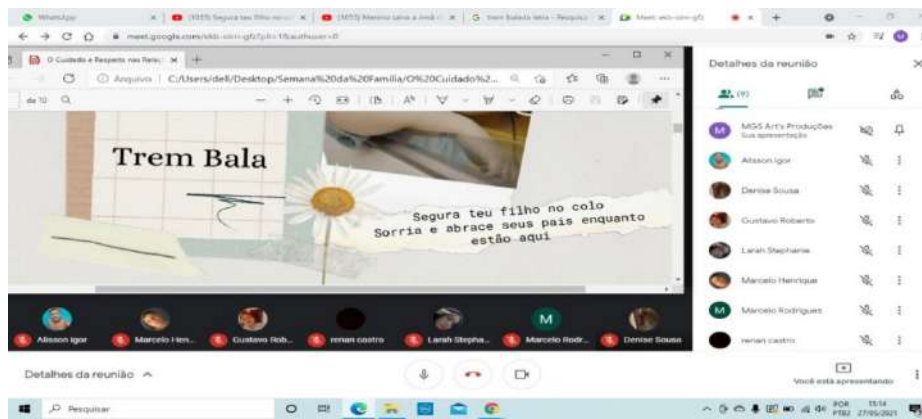 WhatsApp
Trem Bala
Segura teu filho no colo
Sorria e abrace seus pais enquanto
estão aqui
meet.google.com/
O Cuidado e Respeito nas
Arquivo
C:/Users/dell/Desktop/Semana%20da%20Família/O%20Cuidado%2...
de 10
Alisson Igor
Marcelo Hen...
Gustavo Rob...
renan castro
Larah Stepha...
M
Marcelo Rodr...
Denise Sousa
Detalhes da reunião
Detalhes da reunião
(9)
M
MGS Art's Produções
Sua apresentação
Alisson Igor
Denise Sousa
Gustavo Roberto
Larah Stephanie
Marcelo Henrique
M
Marcelo Rodrigues
renan castro
Você está apresentando
Pesquisar
POR
PTB2
15:14
27/05/2021